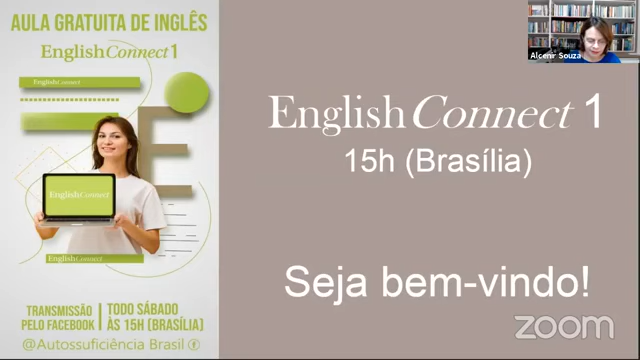 AULA GRATUITA DE INGLÊS
EnglishConnect 1
EnglishConnect
EnglishConnect
EnglishConnect
TRANSMISSÃO
PELO FACEBOOK
TODO SÁBADO
ÀS 15H (BRASÍLIA)
@Autossuficiência Brasil
EnglishConnect 1
15h (Brasília)
Seja bem-vindo!
Alcenir Souza
zoom